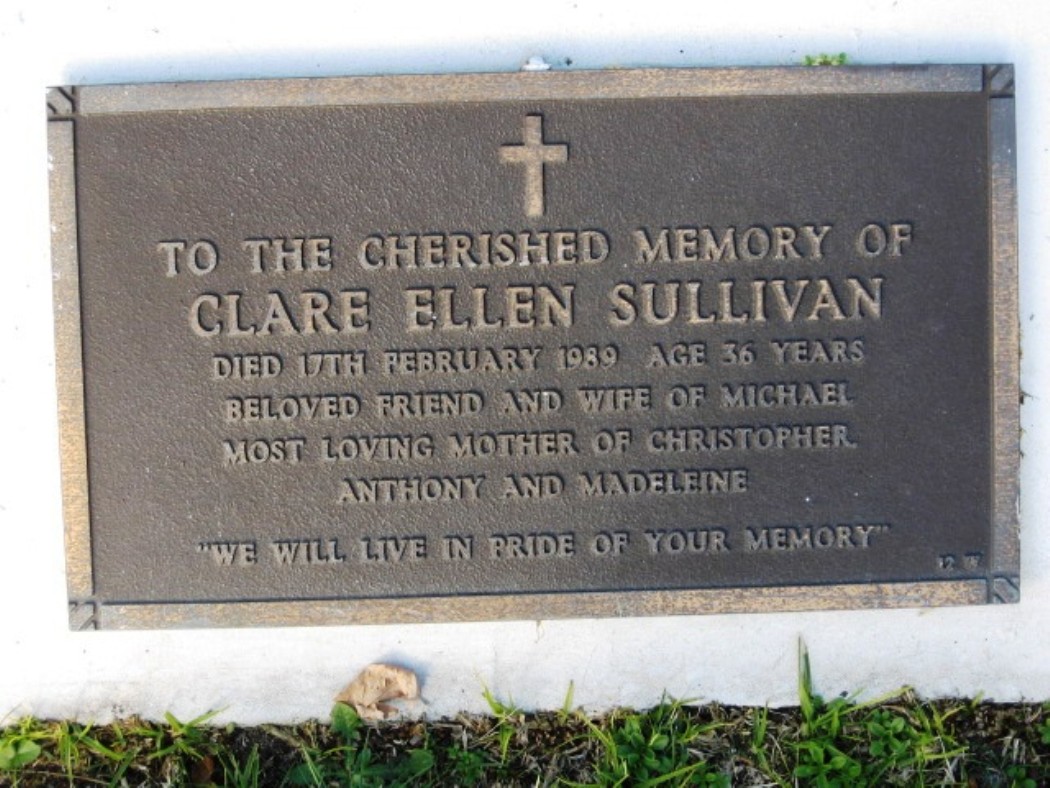 TO THE CHERISHED MEMORY OF
CLARE ELLEN SULLIVAN
DIED 17TH FEBRUARY 1989 AGE 36 YEARS
BELOVED FRIEND AND WIFE OF MICHAEL
MOST LOVING MOTHER OF CHRISTOPHER
ANTHONY AND MADELEINE
"WE WILL LIVE IN PRIDE OF YOUR MEMORY"